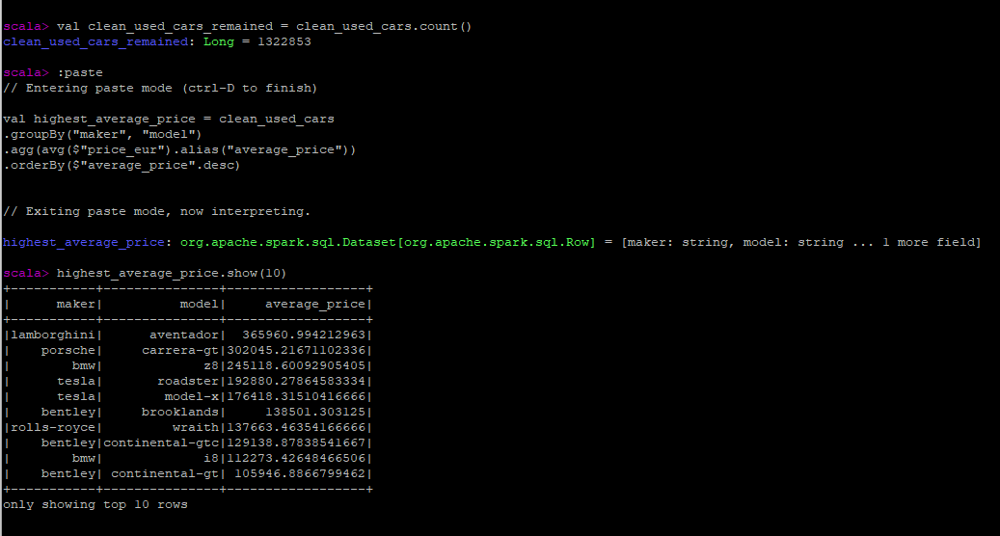 scala> val clean_used_cars_remained = clean_used_cars.count()
clean_used_cars_remained: Long = 1322853
scala> :paste
// Entering paste mode (ctrl-D to finish)
val highest_average_price = clean_used_cars
.groupBy("maker", "model")
.agg(avg($"price_eur").alias("average_price"))
.orderBy($"average_price".desc)
// Exiting paste mode, now interpreting.
highest_average_price: org.apache.spark.sql.Dataset[org.apache.spark.sql.Row] = [maker: string, model: string ... 1 more field]
scala> highest_average_price.show(10)
+-----------+---------------+------------------+
|      maker|          model|     average_price|
+-----------+---------------+------------------+
|lamborghini|      aventador|  365960.994212963|
|    porsche|     carrera-gt|302045.21671102336|
|        bmw|             z8|245118.60092905405|
|      tesla|       roadster|192880.27864583334|
|      tesla|        model-x|176418.31510416666|
|    bentley|     brooklands|     138501.303125|
|rolls-royce|         wraith|137663.46354166666|
|    bentley|continental-gtc|129138.87838541667|
|        bmw|             i8|112273.42648466506|
|    bentley| continental-gt| 105946.8866799462|
+-----------+---------------+------------------+
only showing top 10 rows